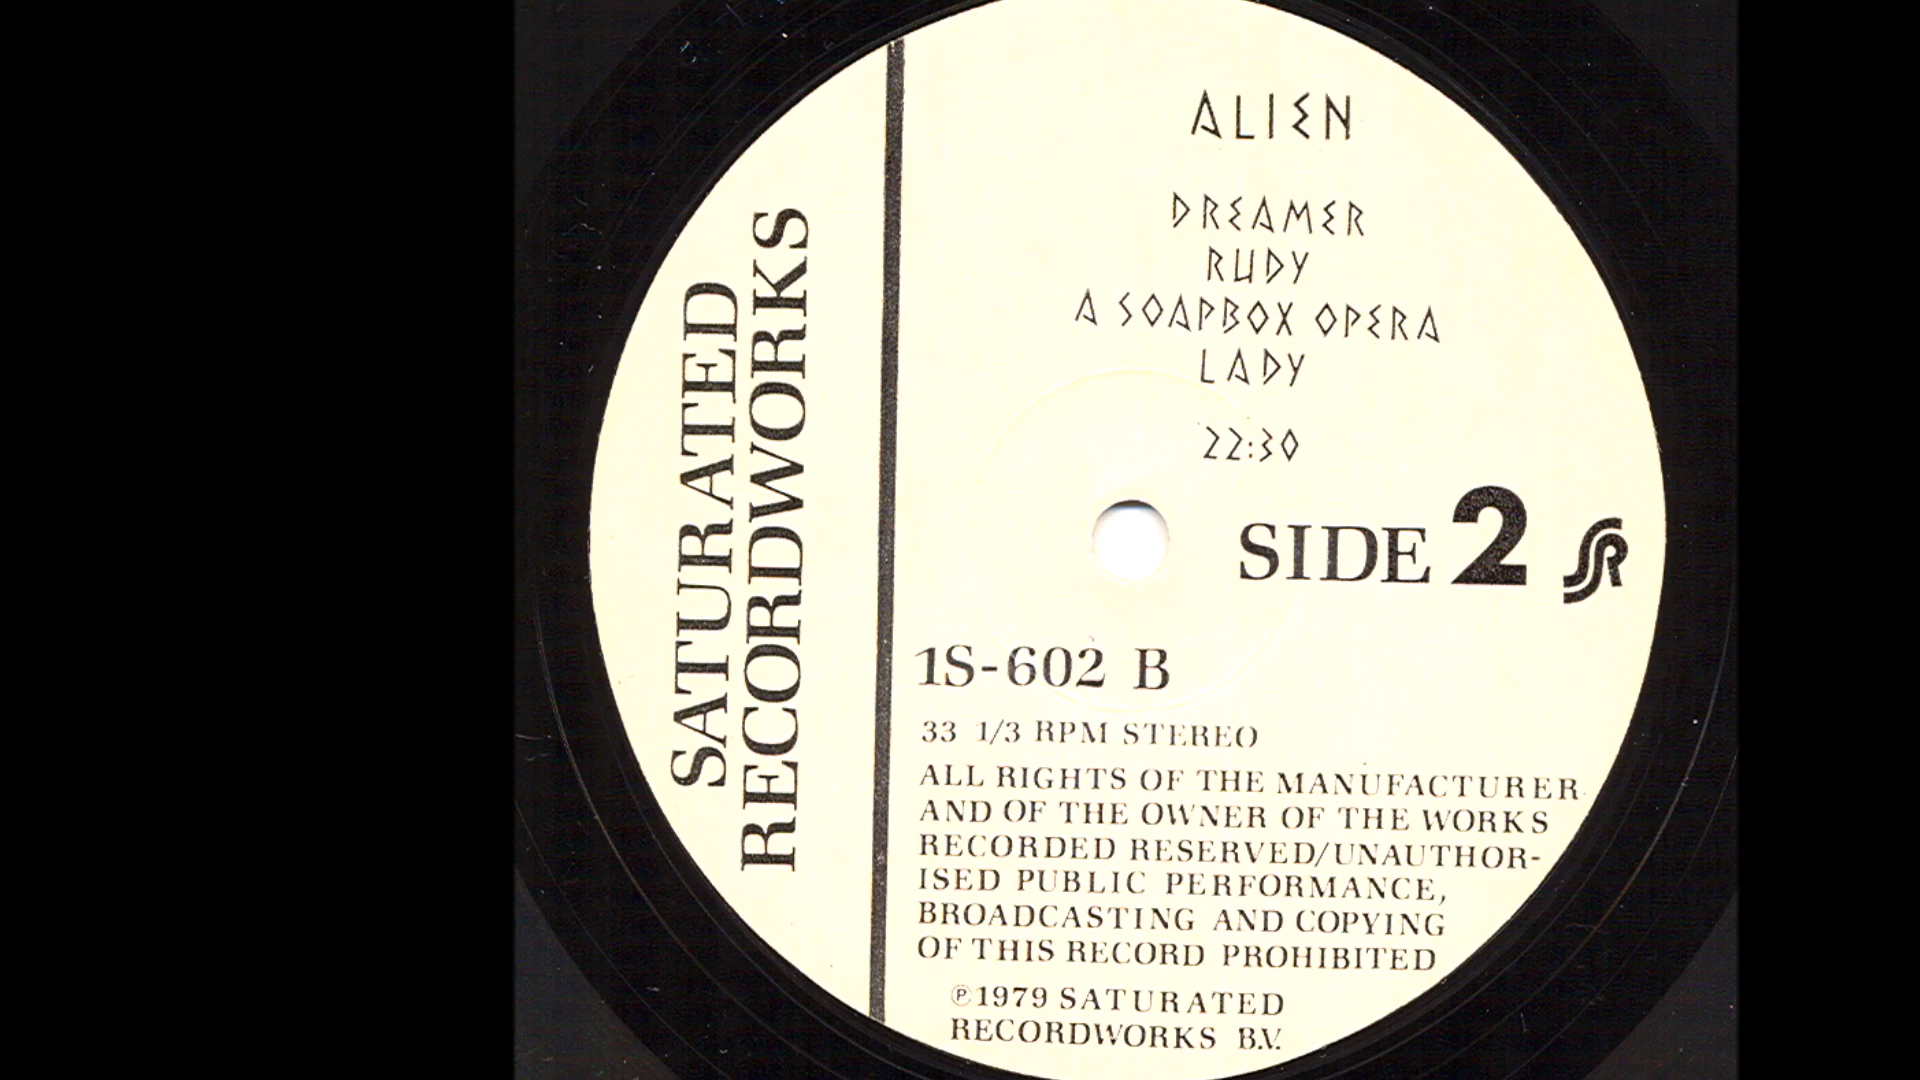 SATURATED
RECORDWORKS
ALIEN
DREAMER
RUDY
A SOAPBOX OPERA
LADY
22:30
SIDE 2 SR
1S-602 B
33 1/3 RPM STEREO
ALL RIGHTS OF THE MANUFACTURER
AND OF THE OWNER OF THE WORKS
RECORDED RESERVED/UNAUTHOR-
ISED PUBLIC PERFORMANCE,
BROADCASTING AND COPYING
OF THIS RECORD PROHIBITED
℗1979 SATURATED
RECORDWORKS B.V.